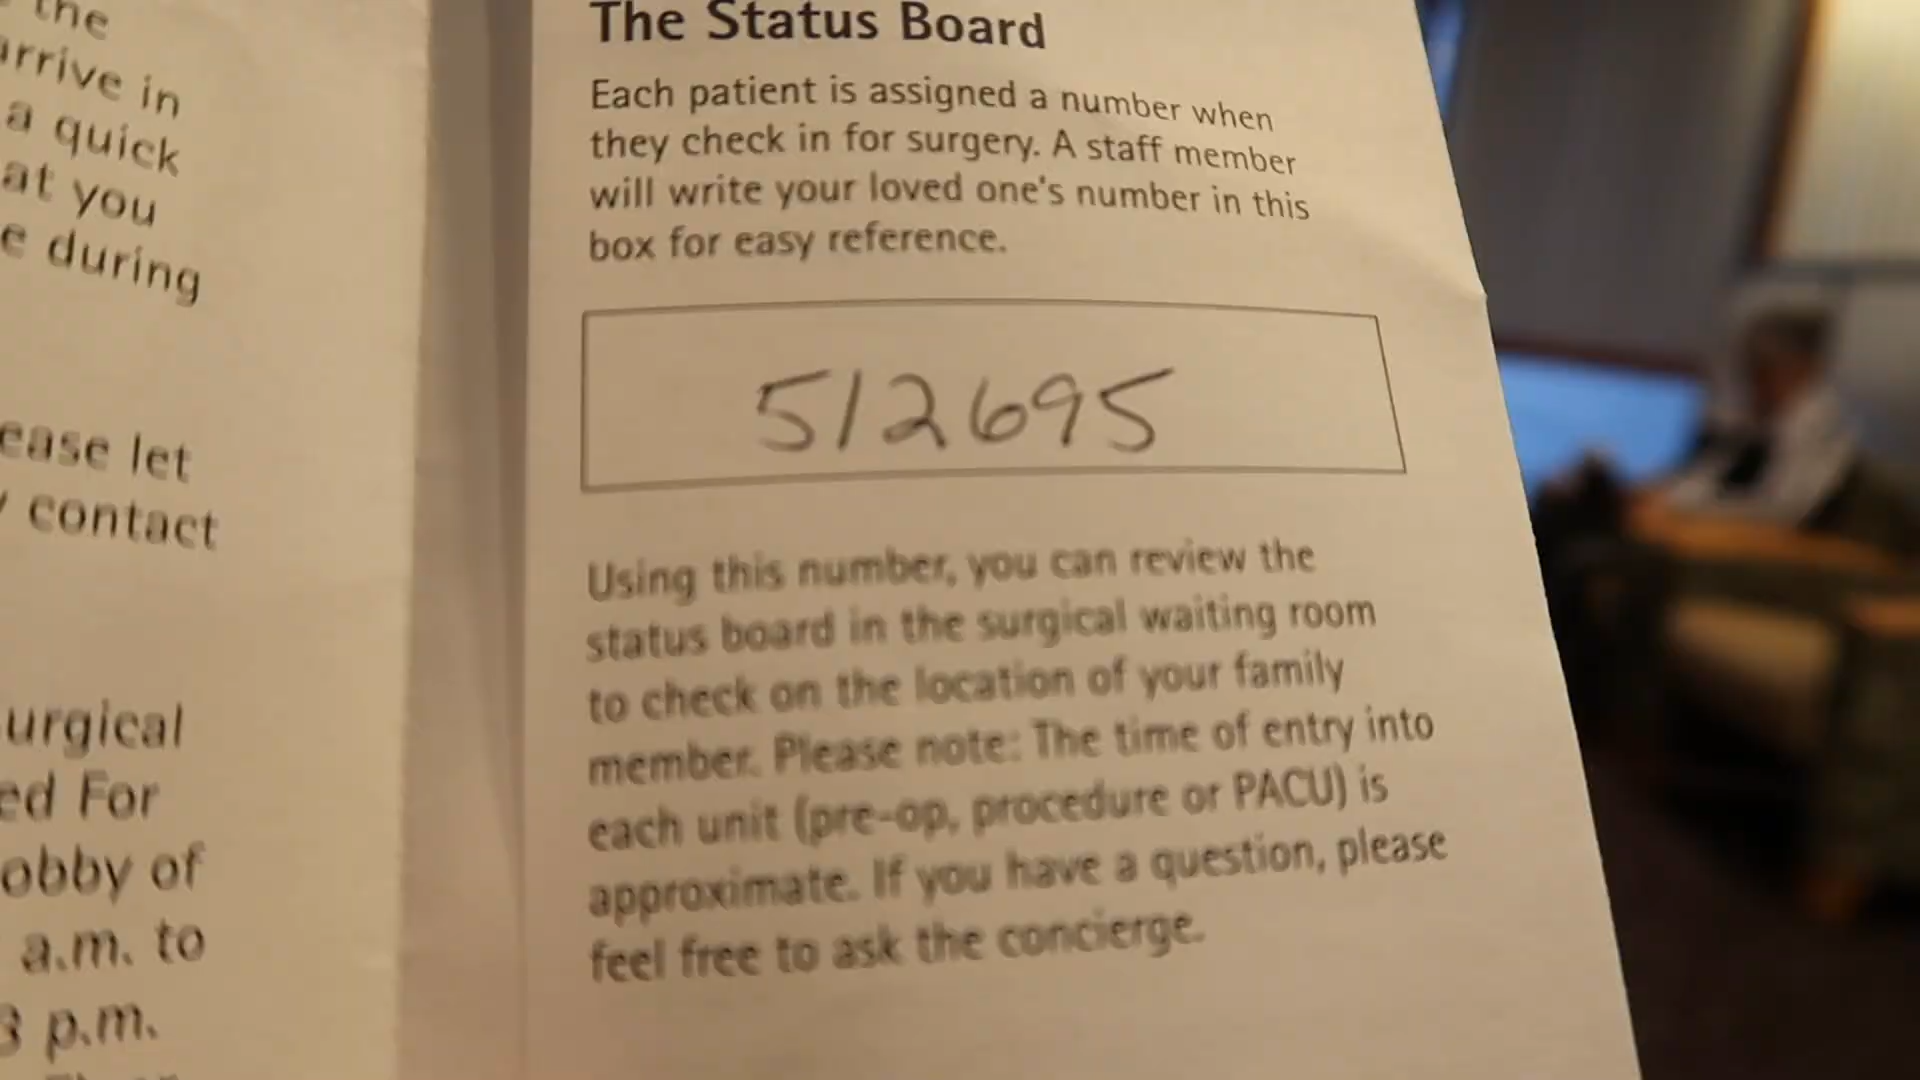 the
arrive in
a quick
at you
e during
ease let
contact
urgical
ed For
obby of
a.m. to
3 p.m.
The Status Board
Each patient is assigned a number when
they check in for surgery. A staff member
will write your loved one's number in this
box for easy reference.
512695
Using this number, you can review the
status board in the surgical waiting room
to check on the location of your family
member. Please note: The time of entry into
each unit (pre-op, procedure or PACU) is
approximate. If you have a question, please
feel free to ask the concierge.